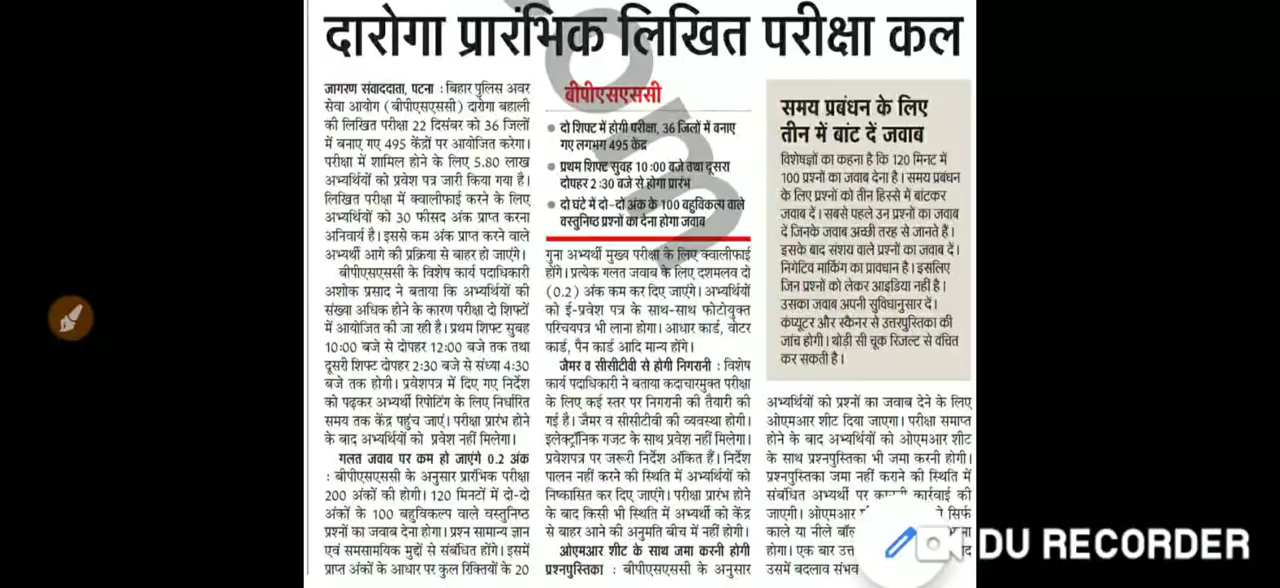 दारोगा प्रारंभिक लिखित परीक्षा कल
जागरण संवाददाता, पटना : बिहार पुलिस अवर
सेवा आयोग (बीपीएसएससी) दारोगा बहाली
की लिखित परीक्षा 22 दिसंबर को 36 जिलों
में बनाए गए 495 केंद्रों पर आयोजित करेगा।
परीक्षा में शामिल होने के लिए 5.80 लाख
अभ्यर्थियों को प्रवेश पत्र जारी किया गया है।
लिखित परीक्षा में क्वालीफाई करने के लिए
अभ्यर्थियों को 30 फीसद अंक प्राप्त करना
अनिवार्य है। इससे कम अंक प्राप्त करने वाले
अभ्यर्थी आगे की प्रक्रिया से बाहर हो जाएंगे।
बीपीएसएससी के विशेष कार्य पदाधिकारी
अशोक प्रसाद ने बताया कि अभ्यर्थियों की
संख्या अधिक होने के कारण परीक्षा दो शिफ्टों
में आयोजित की जा रही है। प्रथम शिफ्ट सुबह
10:00 बजे से दोपहर 12:00 बजे तक तथा
दूसरी शिफ्ट दोपहर 2:30 बजे से संध्या 4:30
बजे तक होगी। प्रवेशपत्र में दिए गए निर्देश
को पढ़कर अभ्यर्थी रिपोटिंग के लिए निर्धारित
समय तक केंद्र पहुंच जाएं। परीक्षा प्रारंभ होने
के बाद अभ्यर्थियों को प्रवेश नहीं मिलेगा।
गलत जवाब पर कम हो जाएंगे 0.2 अंक
: बीपीएसएससी के अनुसार प्रारंभिक परीक्षा
200 अंकों की होगी। 120 मिनटों में दो-दो
अंकों के 100 बहुविकल्प वाले वस्तुनिष्ठ
प्रश्नों का जवाब देना होगा। प्रश्न सामान्य ज्ञान
एवं समसामयिक मुद्दों से संबंधित होंगे। इसमें
प्राप्त अंकों के आधार पर कुल रिक्तियों के 20
बीपीएसएससी
● दो शिफ्ट में होगी परीक्षा, 36 जिलों में बनाए
गए लगभग 495 केंद्र
● प्रथम शिफ्ट सुवह 10:00 बजे तथा दूसरा
दोपहर 2:30 बजे से होगा प्रारंभ
● दो घंटे में दो-दो अंक के 100 बहुविकल्प वाले
वस्तुनिष्ठ प्रश्नों का देना होगा जवाब
गुना अभ्यर्थी मुख्य परीक्षा के लिए क्वालीफाई
होंगे। प्रत्येक गलत जवाब के लिए दशमलव दो
(0.2) अंक कम कर दिए जाएंगे। अभ्यर्थियों
को ई-प्रवेश पत्र के साथ-साथ फोटोयुक्त
परिचयपत्र भी लाना होगा। आधार कार्ड, वोटर
कार्ड, पैन कार्ड आदि मान्य होंगे।
जैमर व सीसीटीवी से होगी निगरानी : विशेष
कार्य पदाधिकारी ने बताया कदाचारमुक्त परीक्षा
के लिए कई स्तर पर निगरानी की तैयारी की
गई है। जैमर व सीसीटीवी की व्यवस्था होगी।
इलेक्ट्रॉनिक गजट के साथ प्रवेश नहीं मिलेगा।
प्रवेशपत्र पर जरूरी निर्देश अंकित हैं। निर्देश
पालन नहीं करने की स्थिति में अभ्यर्थियों को
निष्कासित कर दिए जाएंगे। परीक्षा प्रारंभ होने
के बाद किसी भी स्थिति में अभ्यर्थी को केंद्र
से बाहर आने की अनुमति बीच में नहीं होगी।
ओएमआर शीट के साथ जमा करनी होगी
प्रश्नपुस्तिका : बीपीएसएससी के अनुसार
समय प्रबंधन के लिए
तीन में बांट दें जवाब
विशेषज्ञों का कहना है कि 120 मिनट में
100 प्रश्नों का जवाब देना है। समय प्रबंधन
के लिए प्रश्नों को तीन हिस्से में बांटकर
जवाब दें। सबसे पहले उन प्रश्नों का जवाब
दें जिनके जवाब अच्छी तरह से जानते हैं।
इसके बाद संशय वाले प्रश्नों का जवाब दें।
निगेटिव मार्किंग का प्रावधान है। इसलिए
जिन प्रश्नों को लेकर आइडिया नहीं है।
उसका जवाब अपनी सुविधानुसार दें।
कंप्यूटर और स्कैनर से उत्तरपुस्तिका की
जांच होगी। थोड़ी सी चूक रिजल्ट से वंचित
कर सकती है।
अभ्यर्थियों को प्रश्नों का जवाब देने के लिए
ओएमआर शीट दिया जाएगा। परीक्षा समाप्त
होने के बाद अभ्यर्थियों को ओएमआर शीट
के साथ प्रश्नपुस्तिका भी जमा करनी होगी।
प्रश्नपुस्तिका जमा नहीं कराने की स्थिति में
संबंधित अभ्यर्थी पर कार्रवाई की
जाएगी। ओएमआर सिर्फ
काले या नीले
होगा। एक बार
उसमें बदलाव
DU RECORDER